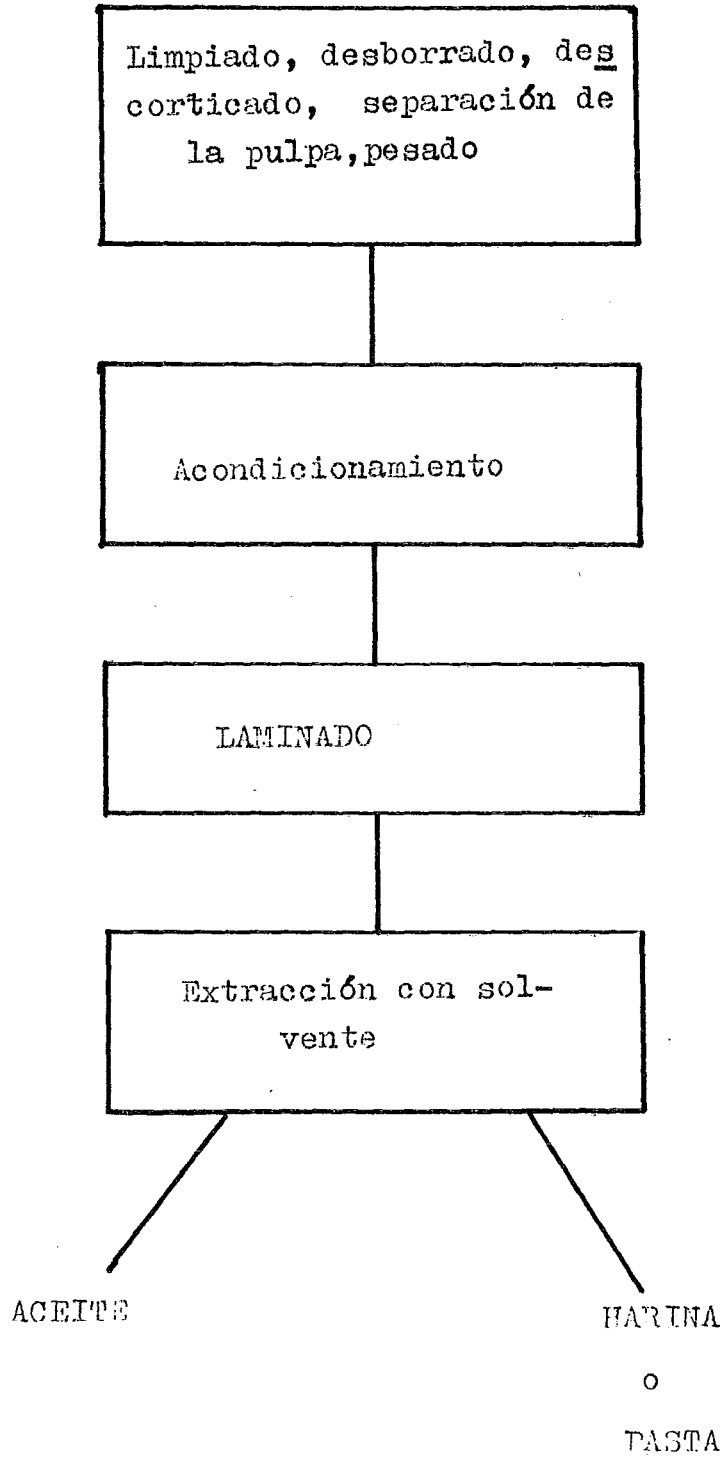 Limpiado, desborrado, des
corticado, separación de
la pulpa,pesado
Acondicionamiento
LAMINADO
Extracción con sol-
vente
ACEITE
HARINA
o
PASTA